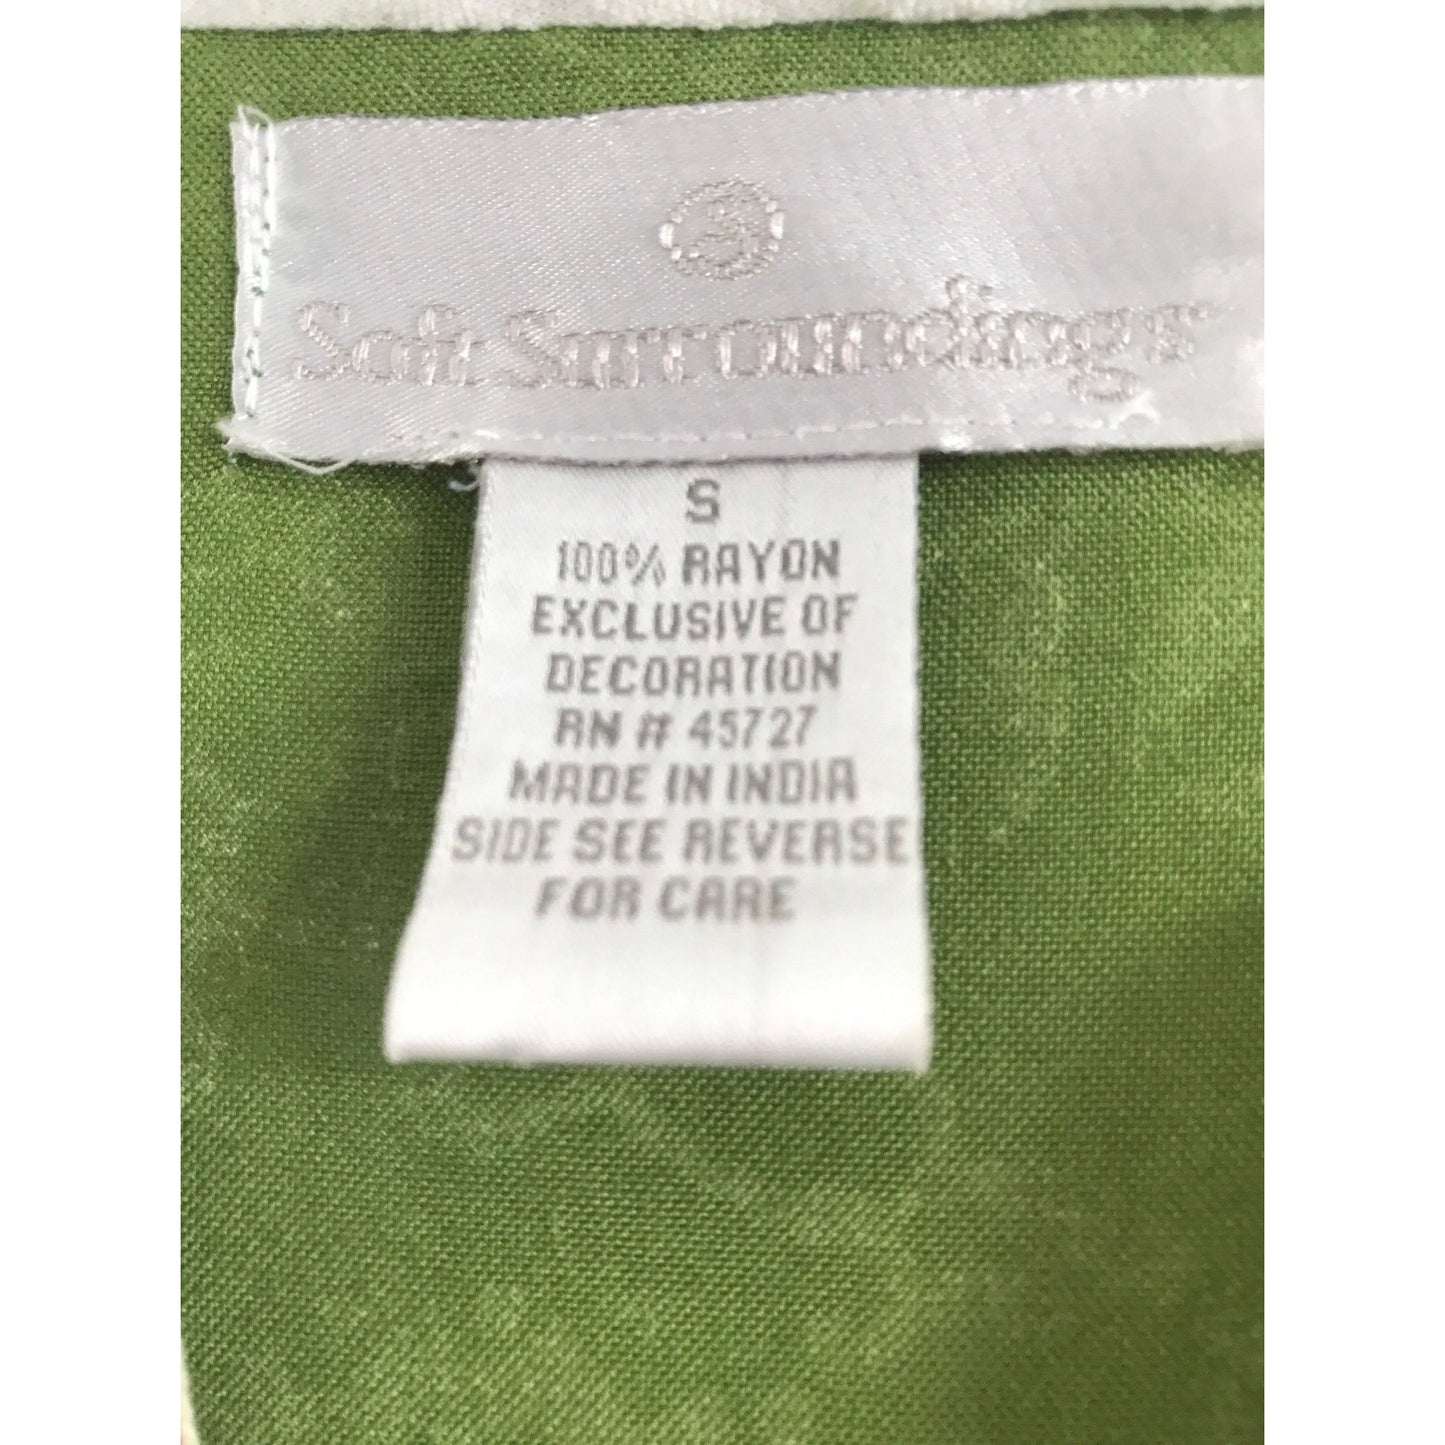 S
Soft Surroundings
S
100% RAYON
EXCLUSIVE OF
DECORATION
RN # 45727
MADE IN INDIA
SIDE SEE REVERSE
FOR CARE